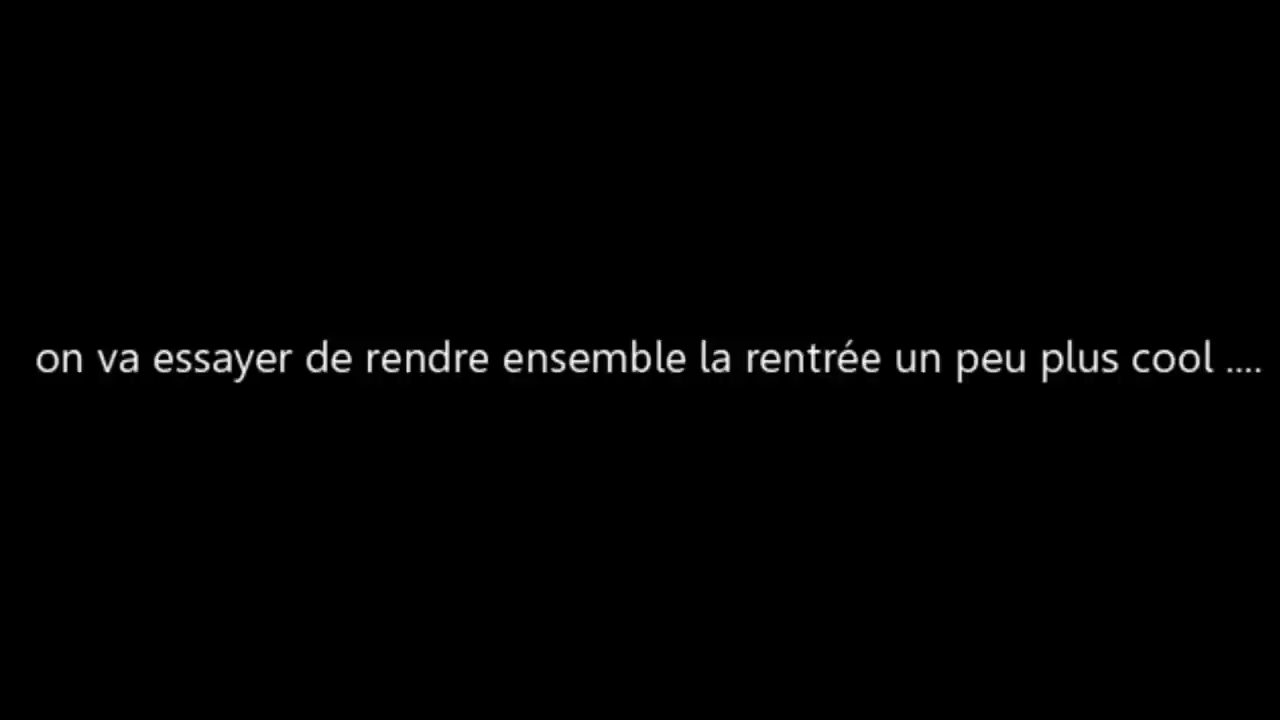 on va essayer de rendre ensemble la rentrée un peu plus cool ....